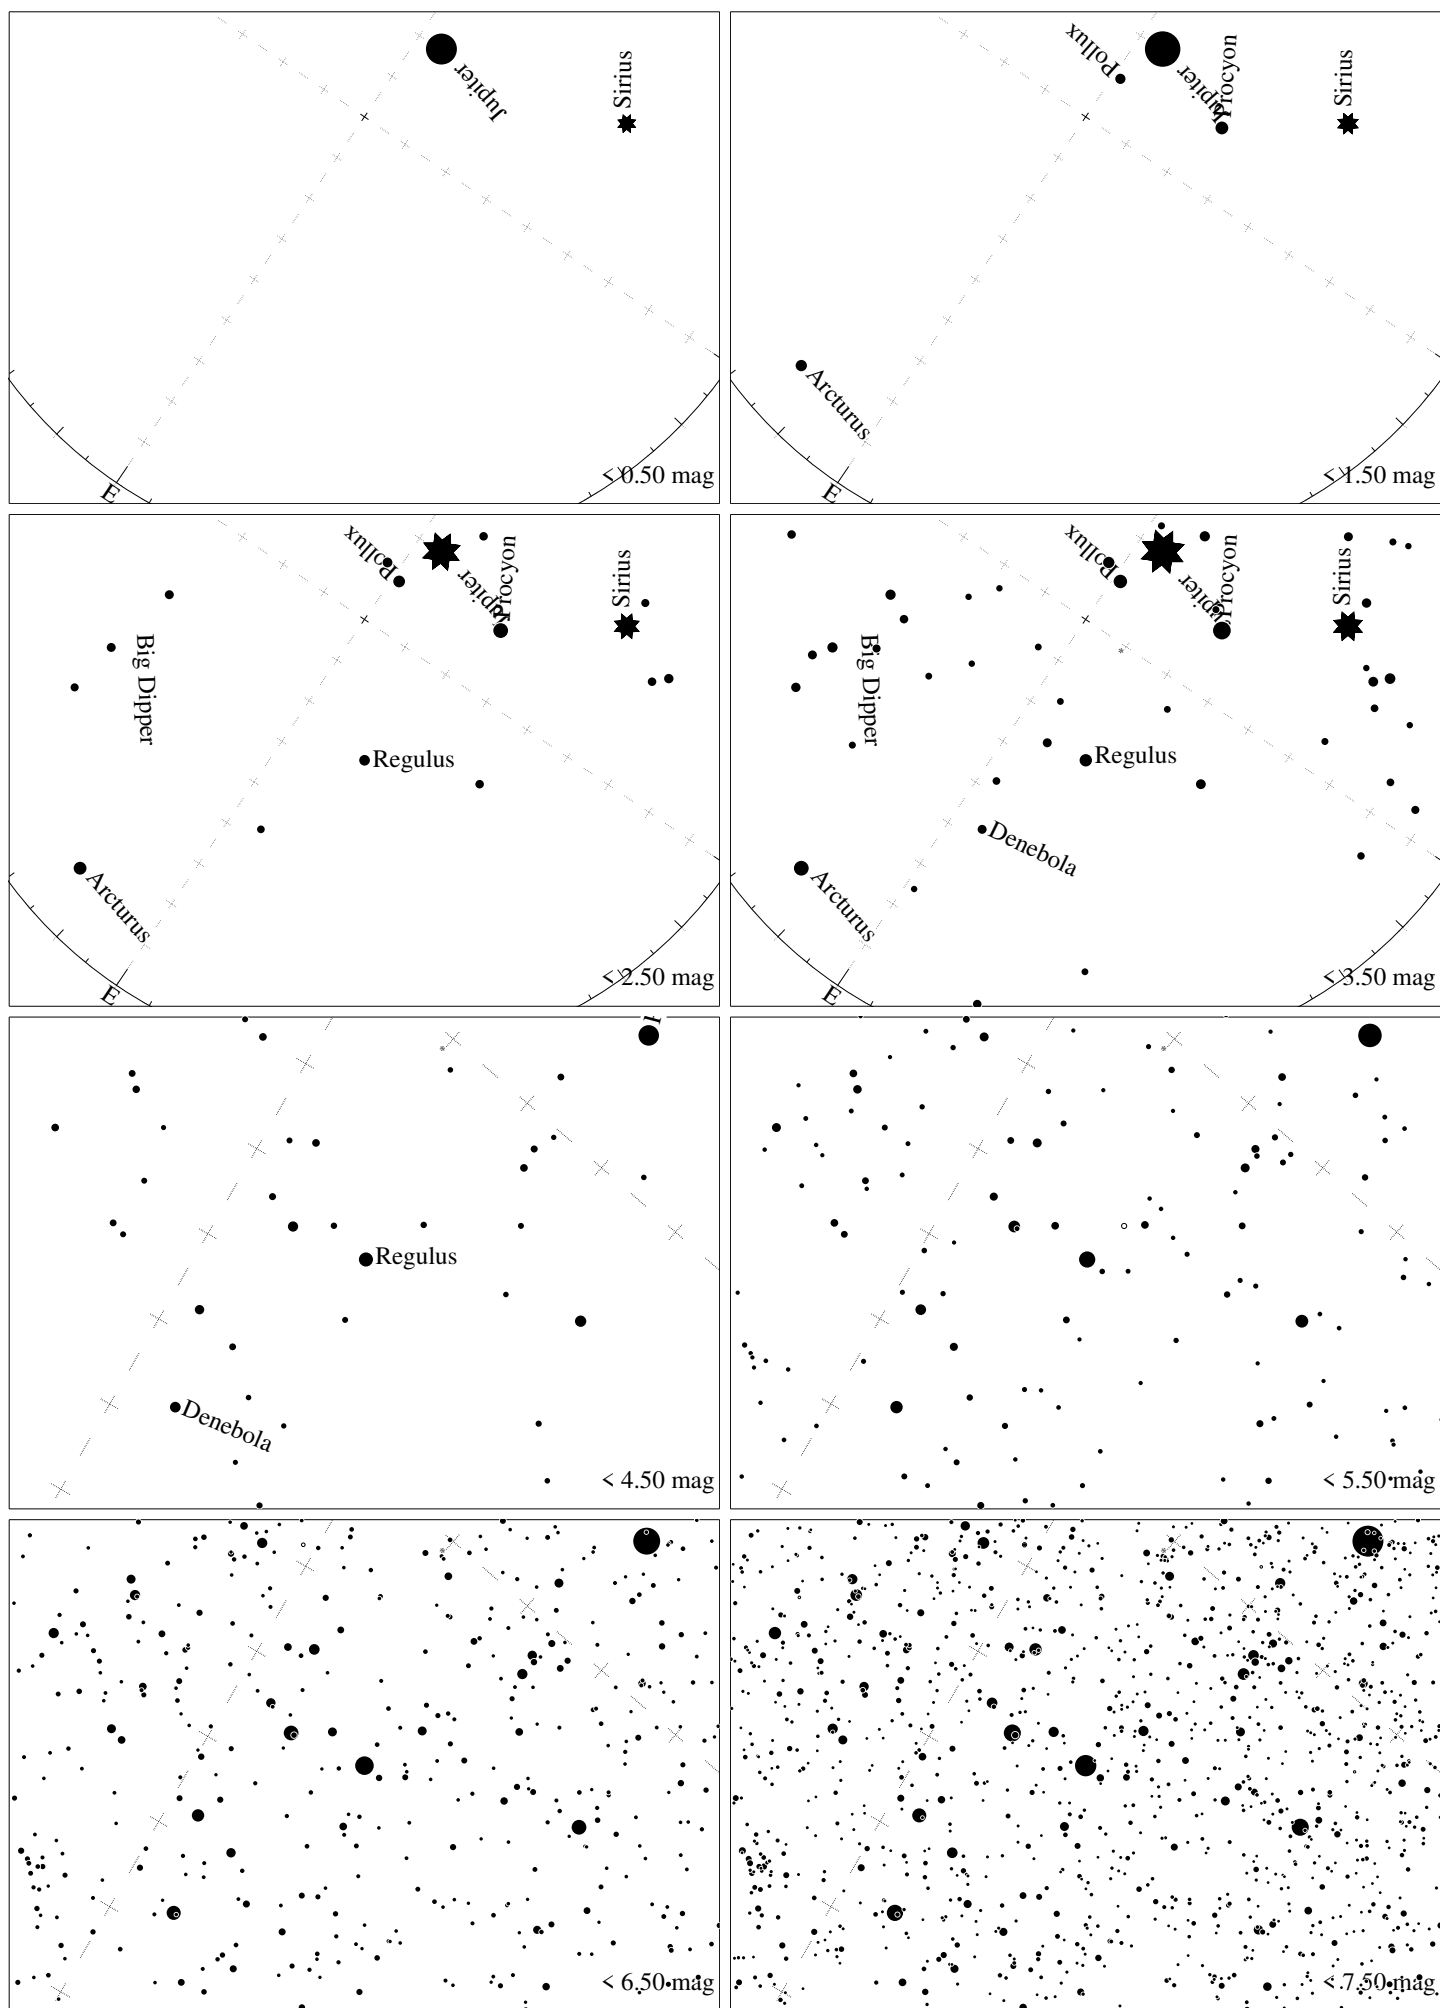 Jupiter
Sirius
E
< 0.50 mag
Pollux
Jupiter
Procyon
Sirius
Arcturus
E
< 1.50 mag
Pollux
Jupiter
Procyon
Sirius
Big Dipper
Regulus
Arcturus
E
< 2.50 mag
Pollux
Jupiter
Procyon
Sirius
Big Dipper
Regulus
Denebola
Arcturus
E
< 3.50 mag
Regulus
Denebola
< 4.50 mag
< 5.50 mag
< 6.50 mag
< 7.50 mag